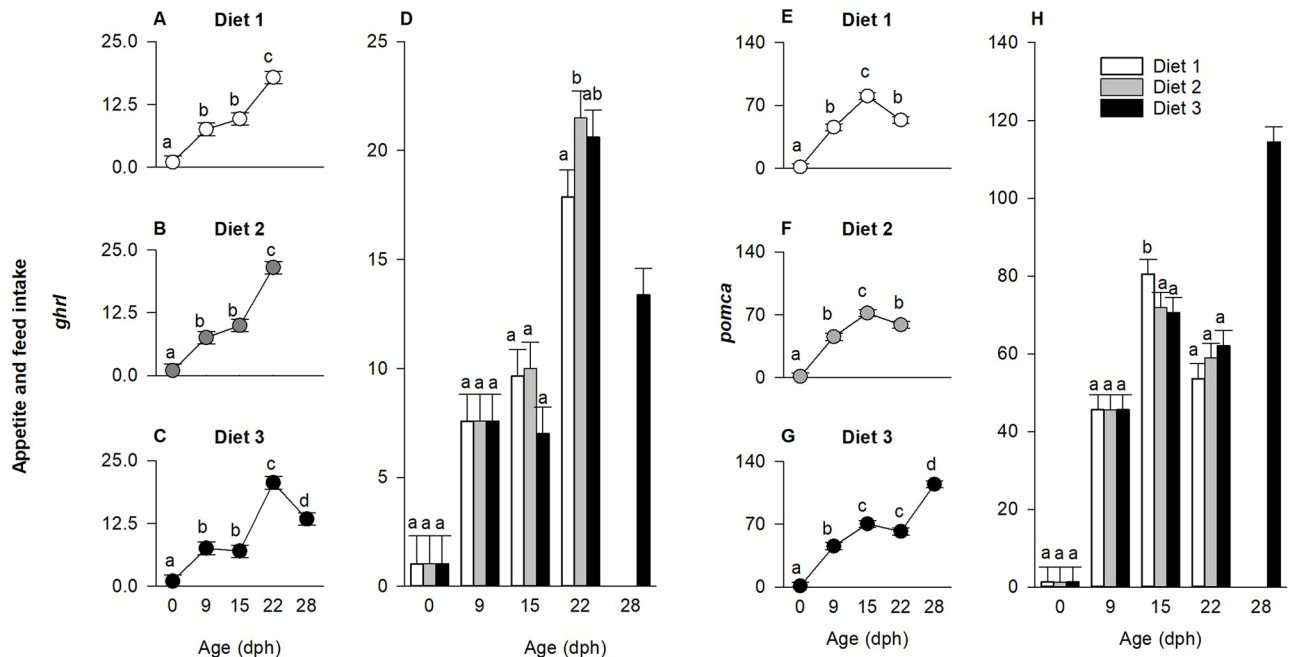 A Diet 1
25.0
12.5
0.0
a
b
b
c
B Diet 2
25.0
12.5
0.0
a
b
b
c
C Diet 3
25.0
12.5
0.0
a
b
b
c
d
0 9 15 22 28
Age (dph)
Appetite and feed intake
ghrl
D
25
20
15
10
5
0
a a a
a a a
a a a
a b ab
0 9 15 22 28
Age (dph)
E Diet 1
140
70
0
a
b
c
b
F Diet 2
140
70
0
a
b
c
b
G Diet 3
140
70
0
a
b
c
c
d
0 9 15 22 28
Age (dph)
pomca
H
140
120
100
80
60
40
20
0
Diet 1
Diet 2
Diet 3
a a a
a a a
b a a
a a a
0 9 15 22 28
Age (dph)